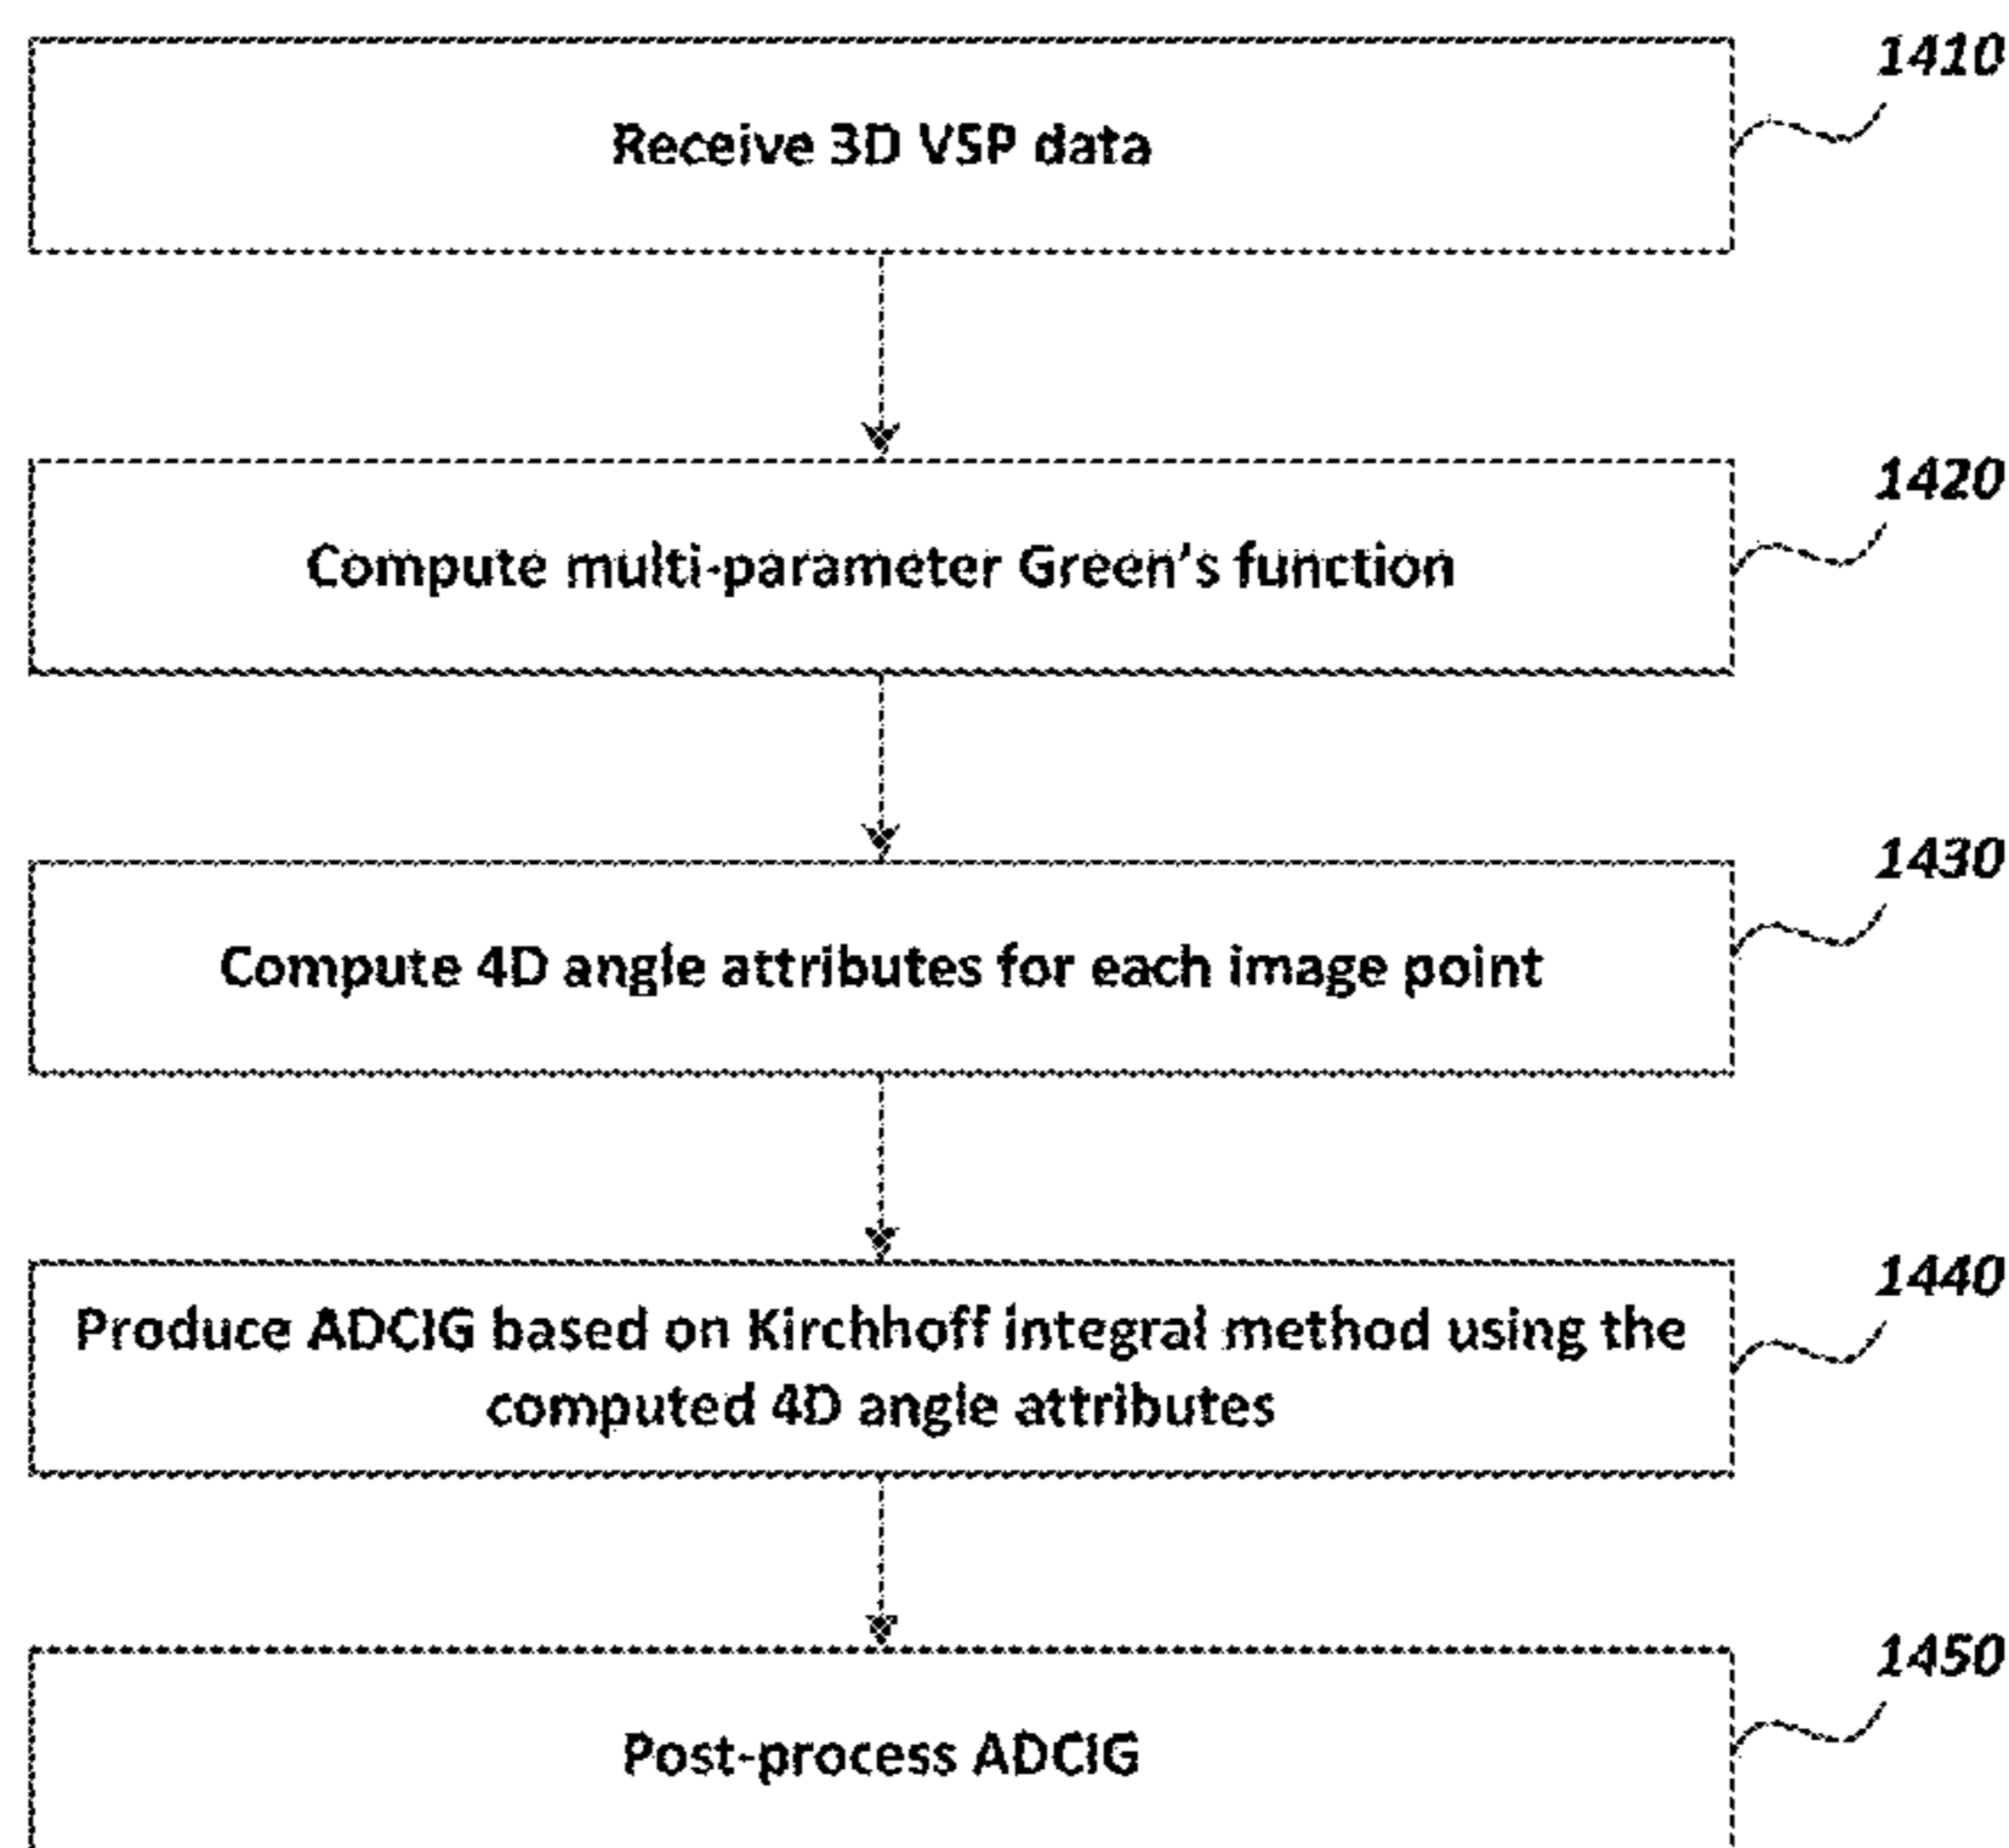 1410
Receive 3D VSP data
1420
Compute multi-parameter Green's function
1430
Compute 4D angle attributes for each image point
1440
Produce ADCIG based on Kirchhoff integral method using the
computed 4D angle attributes
1450
Post-process ADCIG